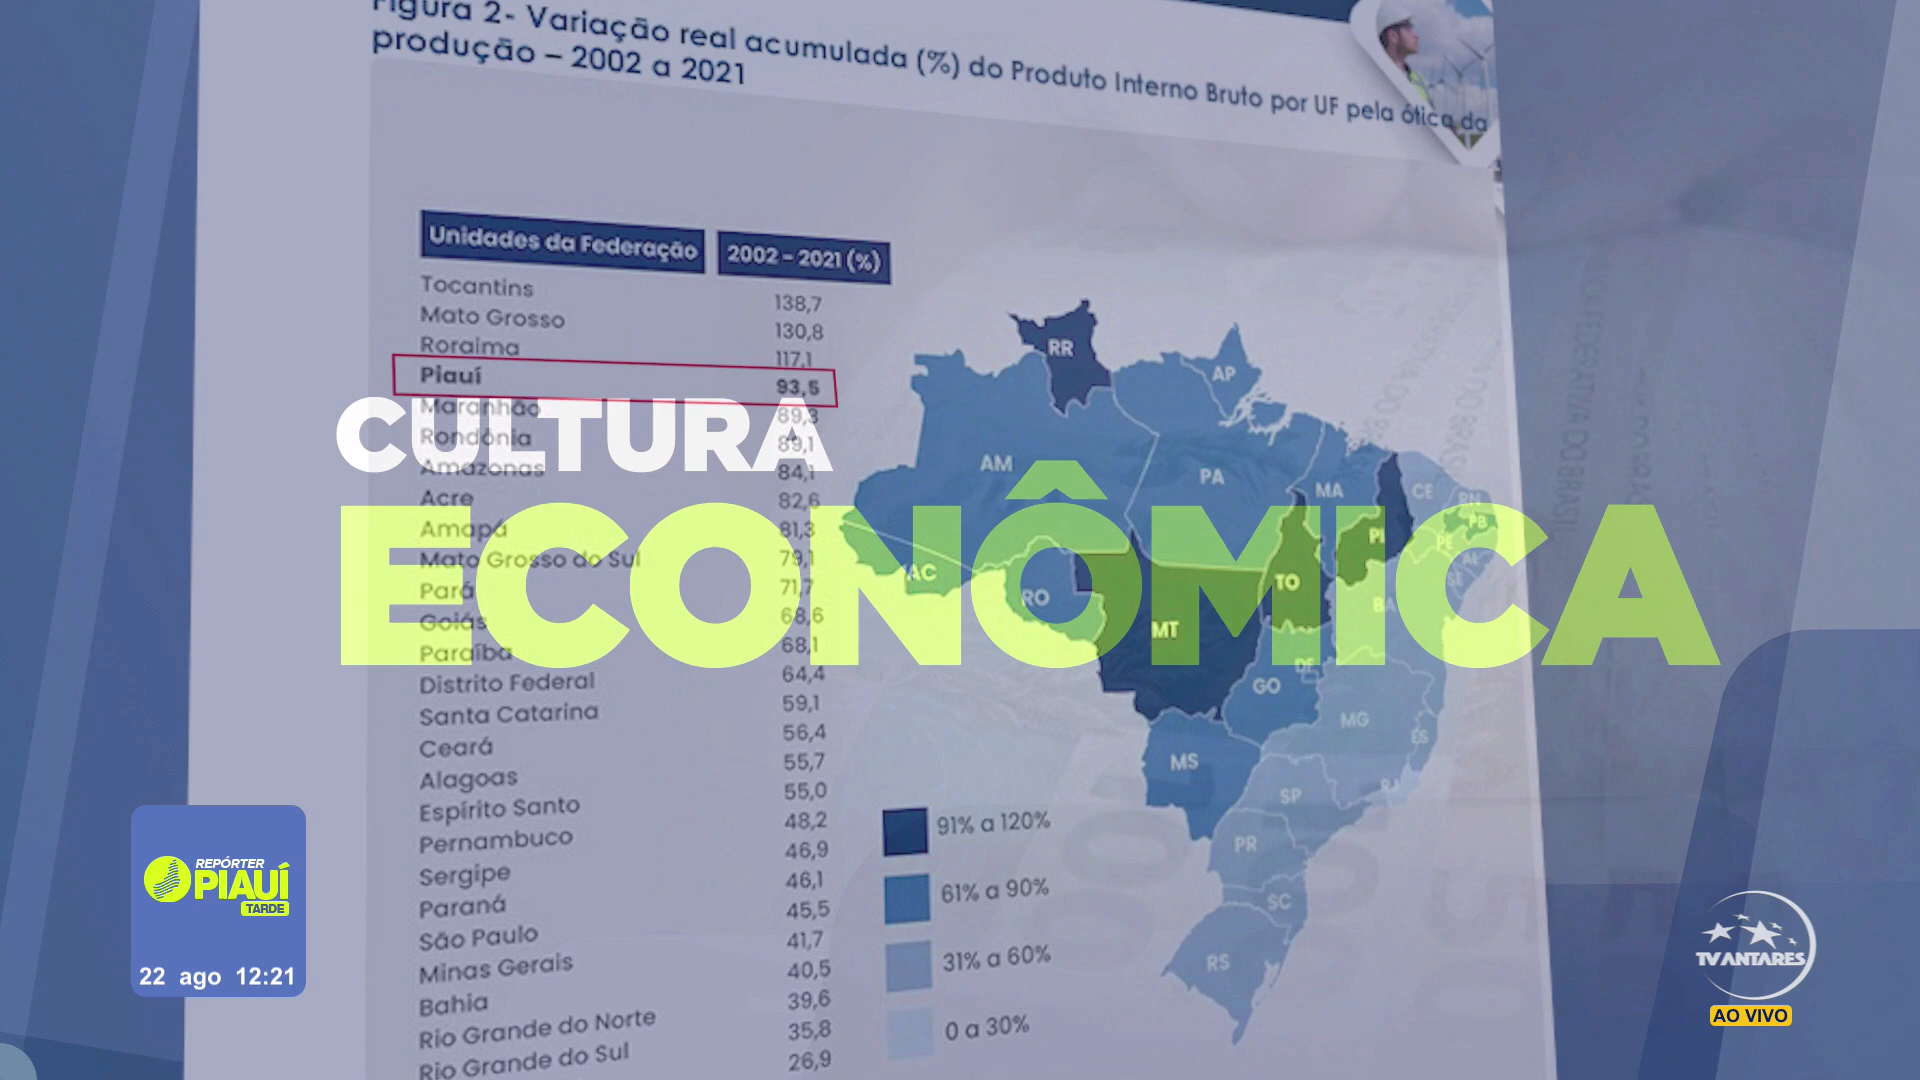 Figura 2- Variação real acumulada (%) do Produto Interno Bruto por UF pela ótica da
produção – 2002 a 2021
Unidades da Federação 2002 - 2021 (%)
Tocantins 138,7
Mato Grosso 130,8
Roraima 117,1
Piauí 93,5
Maranhão 89,3
Rondônia 89,1
Amazonas 84,1
Acre 82,6
Amapá 81,3
Mato Grosso do Sul 79,1
Pará 71,7
Goiás 68,6
Paraíba 68,1
Distrito Federal 64,4
Santa Catarina 59,1
Ceará 56,4
Alagoas 55,7
Espírito Santo 55,0
Pernambuco 48,2
Sergipe 46,9
Paraná 46,1
São Paulo 45,5
Minas Gerais 41,7
Bahia 40,5
Rio Grande do Norte 39,6
Rio Grande do Sul 35,8
26,9
CULTURA
ECONÔMICA
RR
AP
AM
PA
MA
CE
RN
PB
PI
PE
AL
SE
AC
RO
TO
BA
MT
DF
GO
MG
ES
MS
SP
RJ
PR
SC
RS
91% a 120%
61% a 90%
31% a 60%
0 a 30%
REPÓRTER
PIAUÍ
TARDE
22 ago 12:21
TV ANTARES
AO VIVO